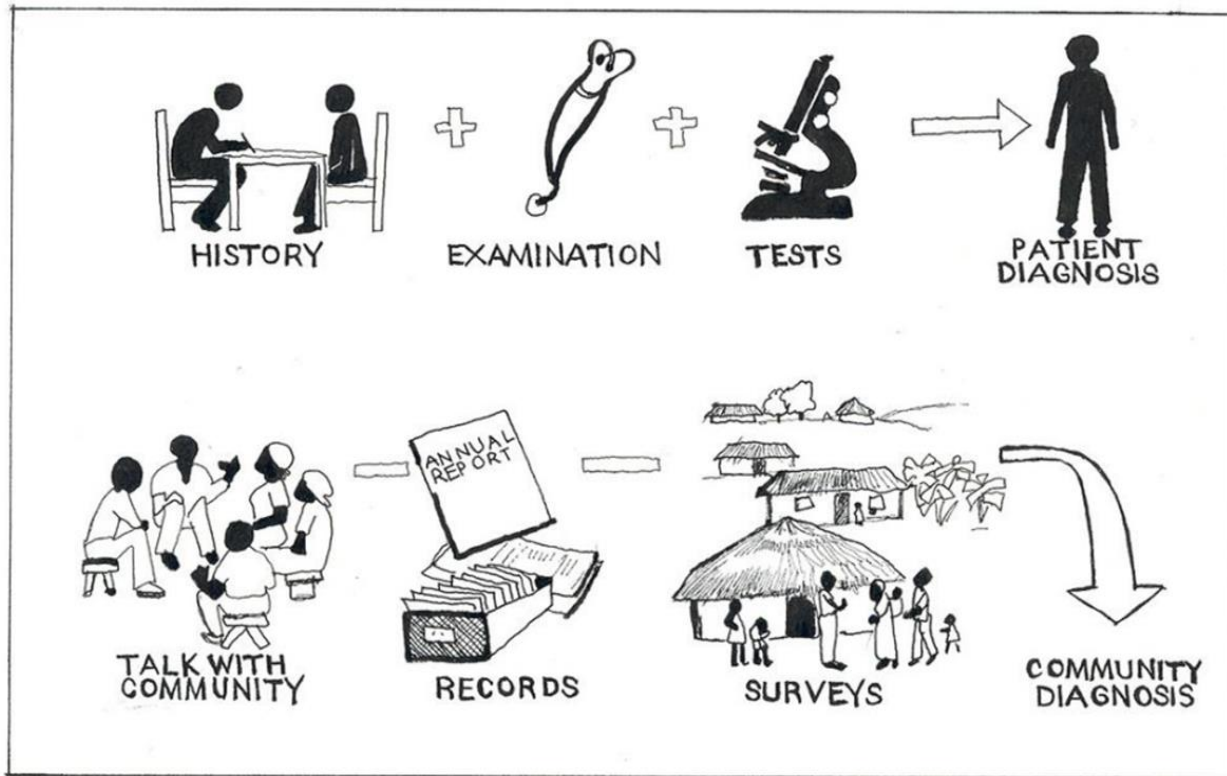 HISTORY
EXAMINATION
TESTS
PATIENT
DIAGNOSIS
ANNUAL
REPORT
TALK WITH
COMMUNITY
RECORDS
SURVEYS
COMMUNITY
DIAGNOSIS